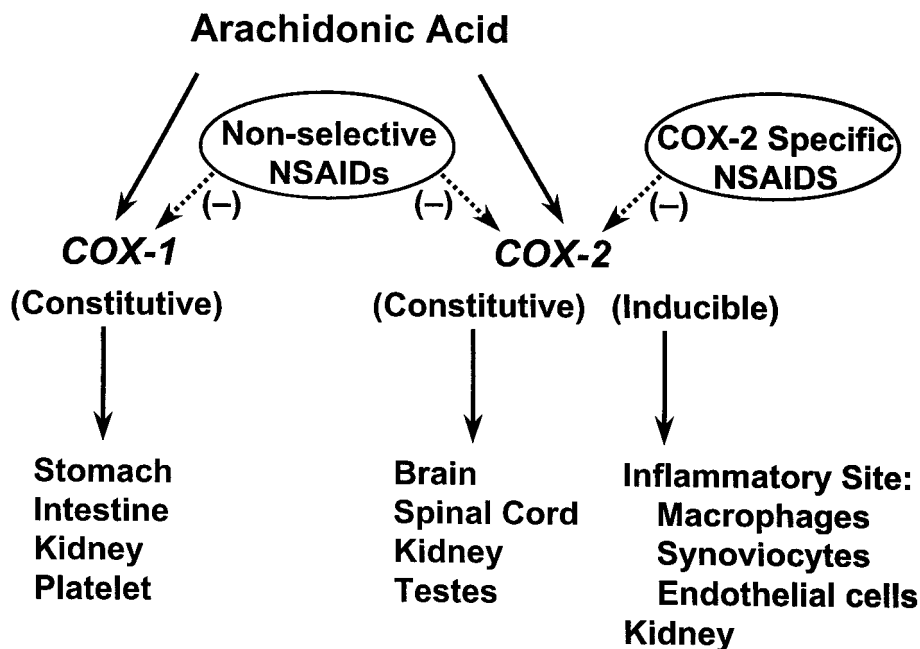 Arachidonic Acid
Non-selective
NSAIDs
COX-2 Specific
NSAIDS
(–)
(–)
(–)
COX-1
COX-2
(Constitutive)
(Constitutive)
(Inducible)
Stomach
Intestine
Kidney
Platelet
Brain
Spinal Cord
Kidney
Testes
Inflammatory Site:
Macrophages
Synoviocytes
Endothelial cells
Kidney